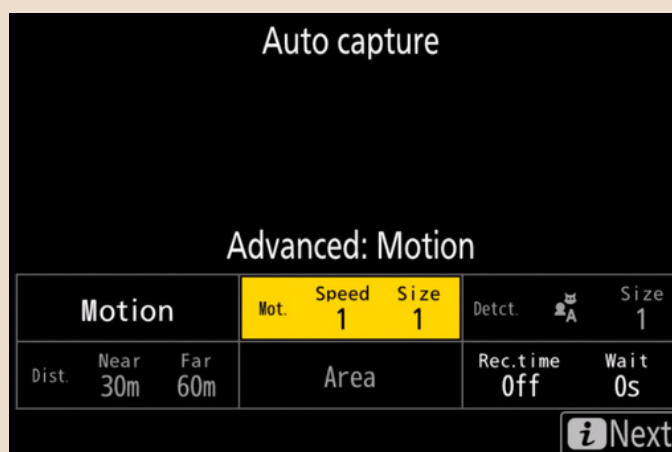 Auto capture
Advanced: Motion
Motion
Mot. Speed 1 Size 1
Detct. A Size 1
Dist. Near 30m Far 60m
Area
Rec.time Off Wait 0s
i Next